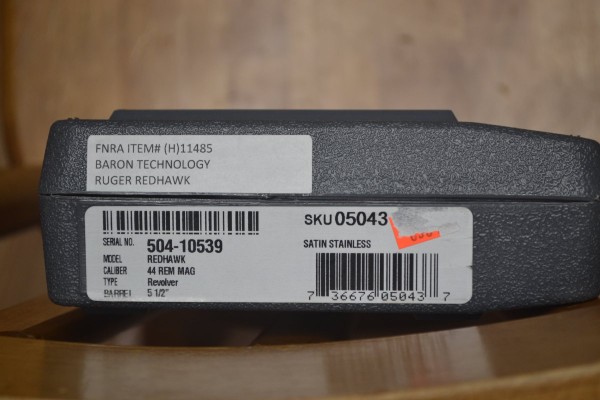 FNRA ITEM# (H)11485
BARON TECHNOLOGY
RUGER REDHAWK
SKU 05043
SERIAL NO. 504-10539
SATIN STAINLESS
MODEL REDHAWK
CALIBER 44 REM MAG
TYPE Revolver
BARREL 5 1/2"
7 36676 05043 7